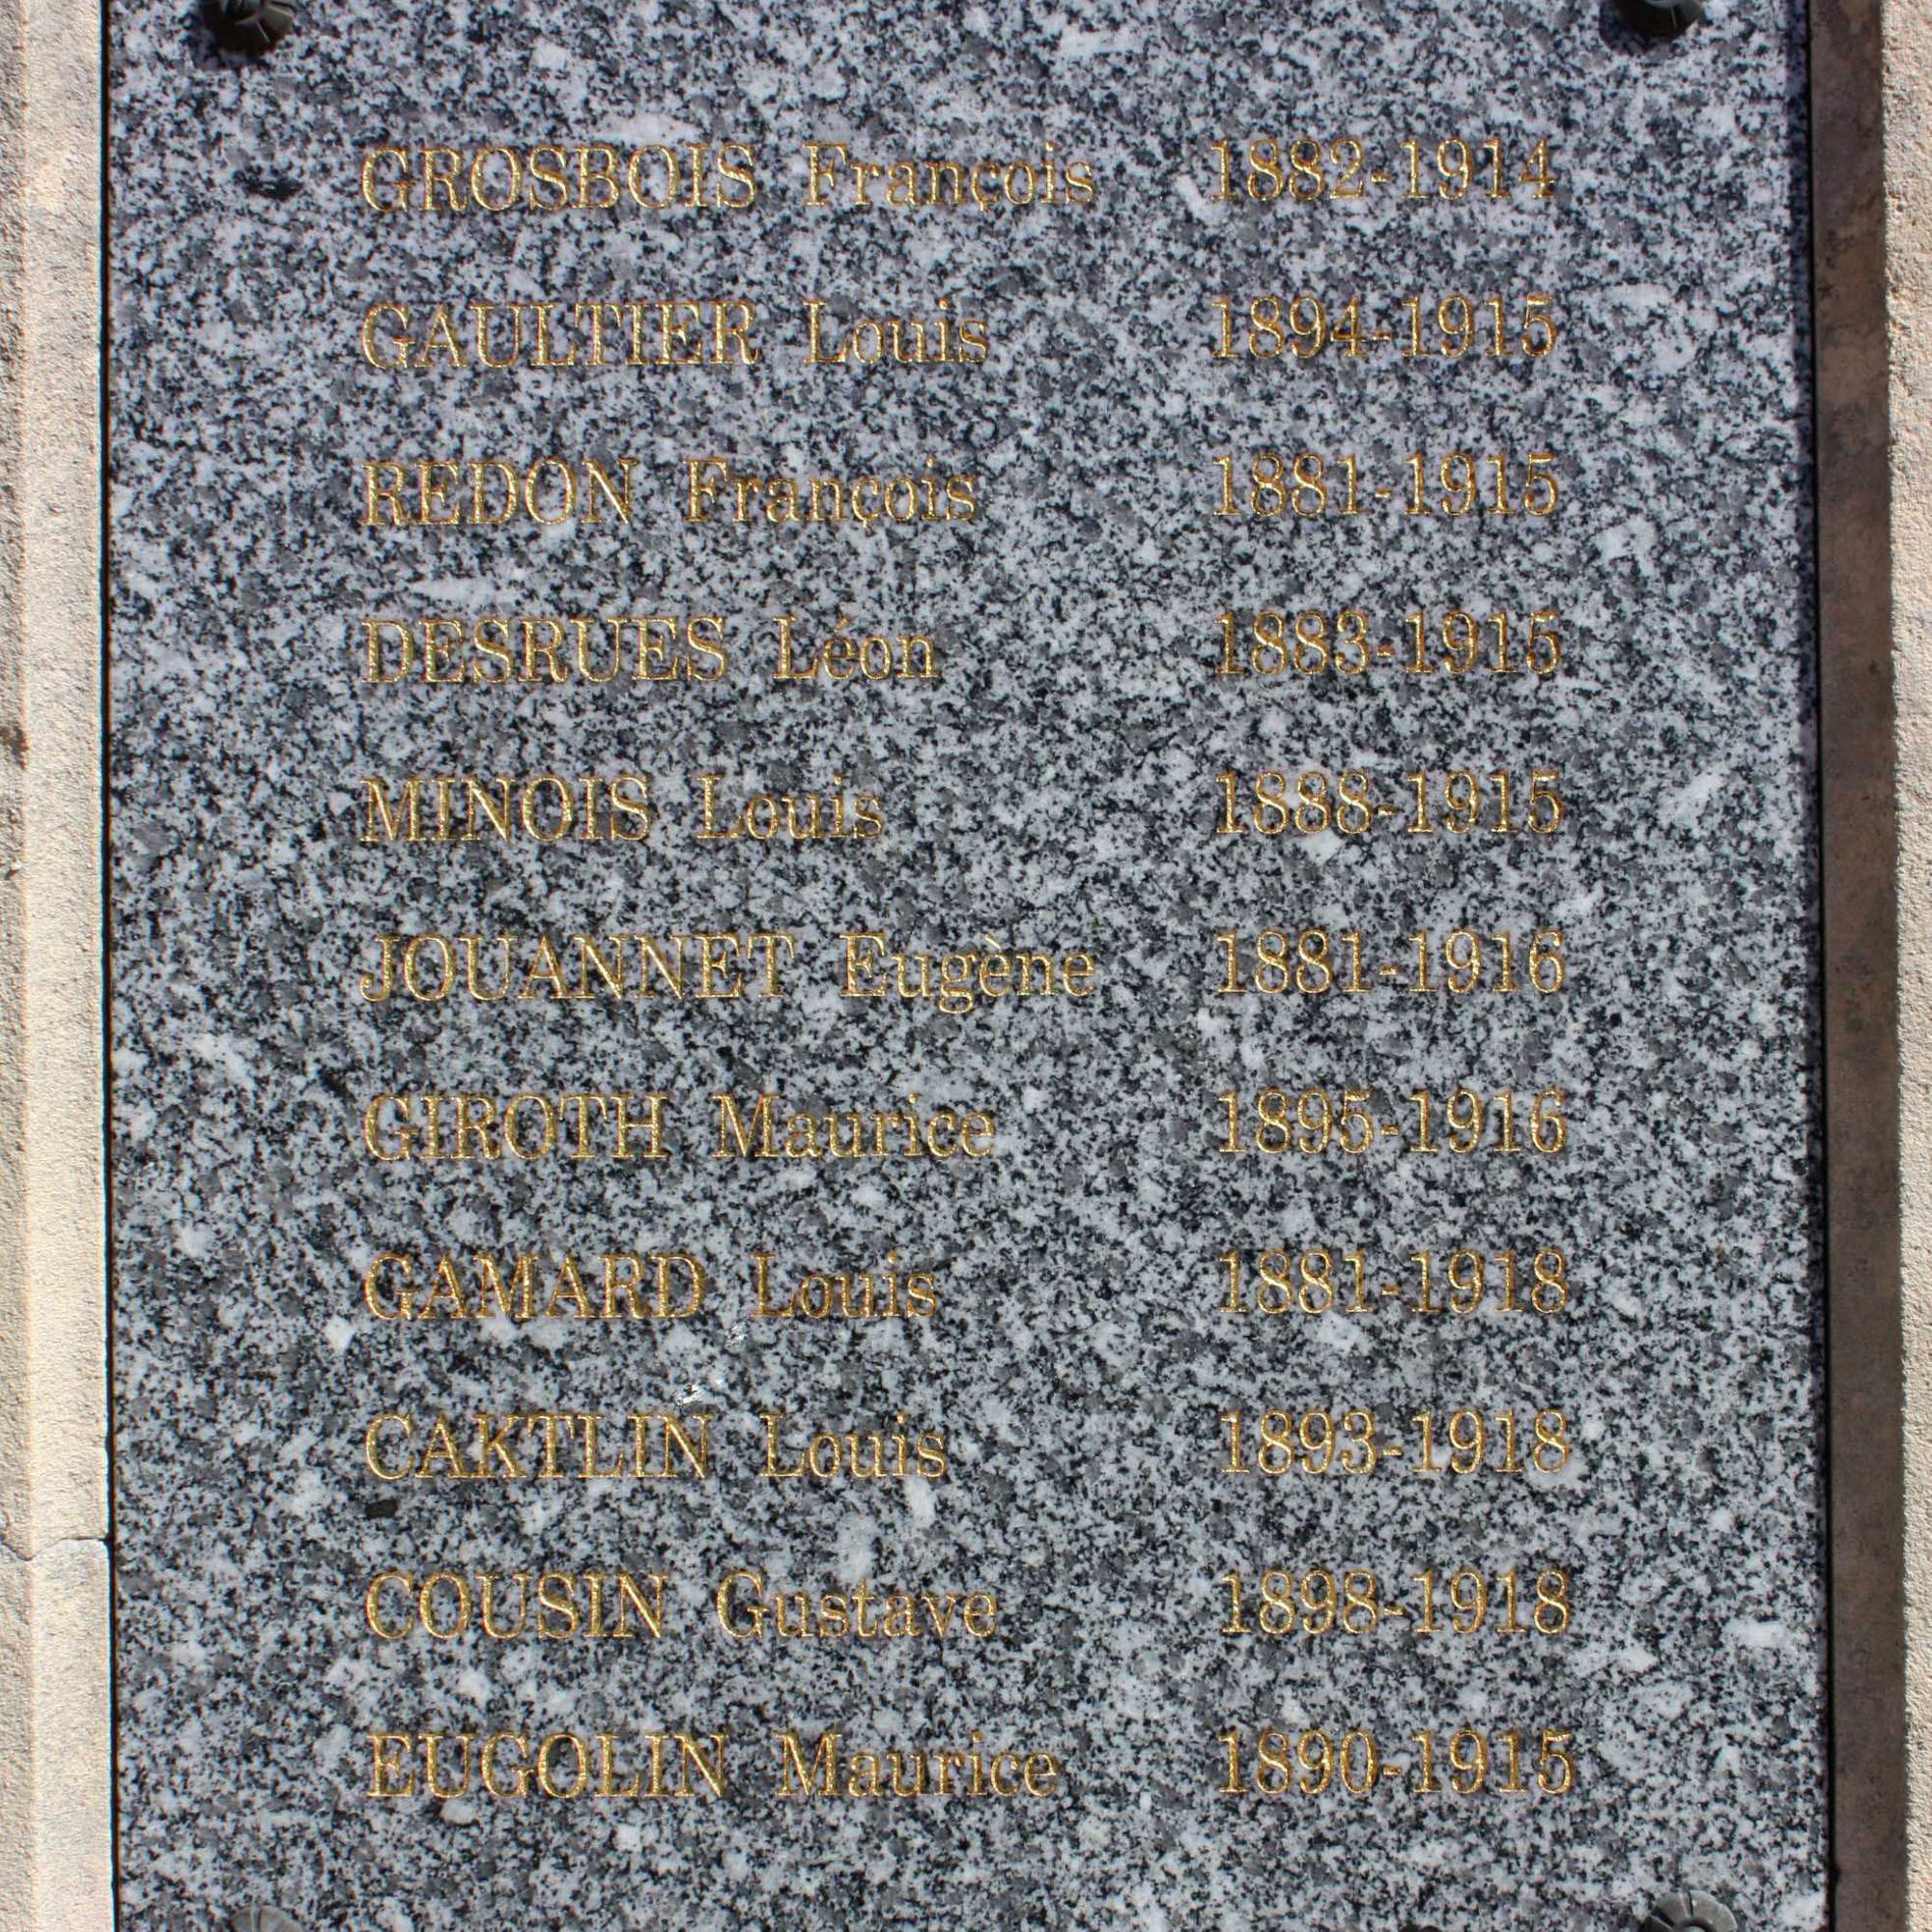 GROSBOIS François 1882-1914
GAULTIER Louis 1894-1915
REDON François 1881-1915
DESRUES Léon 1883-1915
MINOIS Louis 1888-1915
JOUANNET Eugène 1881-1916
GIROTH Maurice 1895-1916
GAMARD Louis 1881-1918
CAKTLIN Louis 1893-1918
COUSIN Gustave 1898-1918
EUGOLIN Maurice 1890-1915